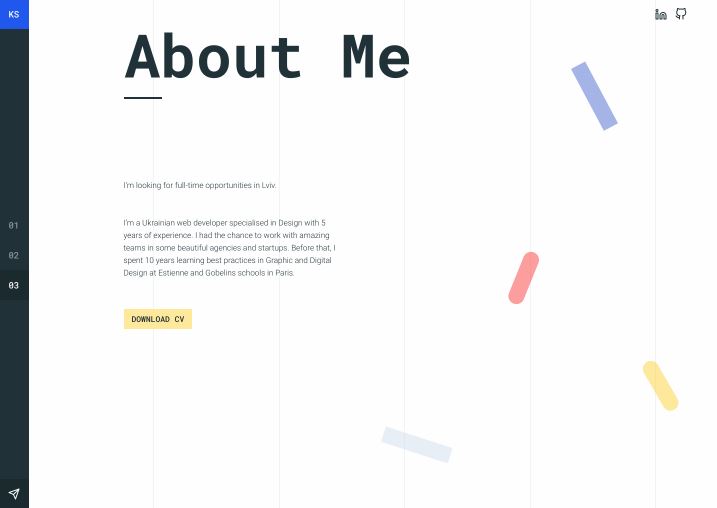 KS
About Me
I'm looking for full-time opportunities in Lviv.
I'm a Ukrainian web developer specialised in Design with 5
years of experience. I had the chance to work with amazing
teams in some beautiful agencies and startups. Before that, I
spent 10 years learning best practices in Graphic and Digital
Design at Estienne and Gobelins schools in Paris.
01
02
03
DOWNLOAD CV